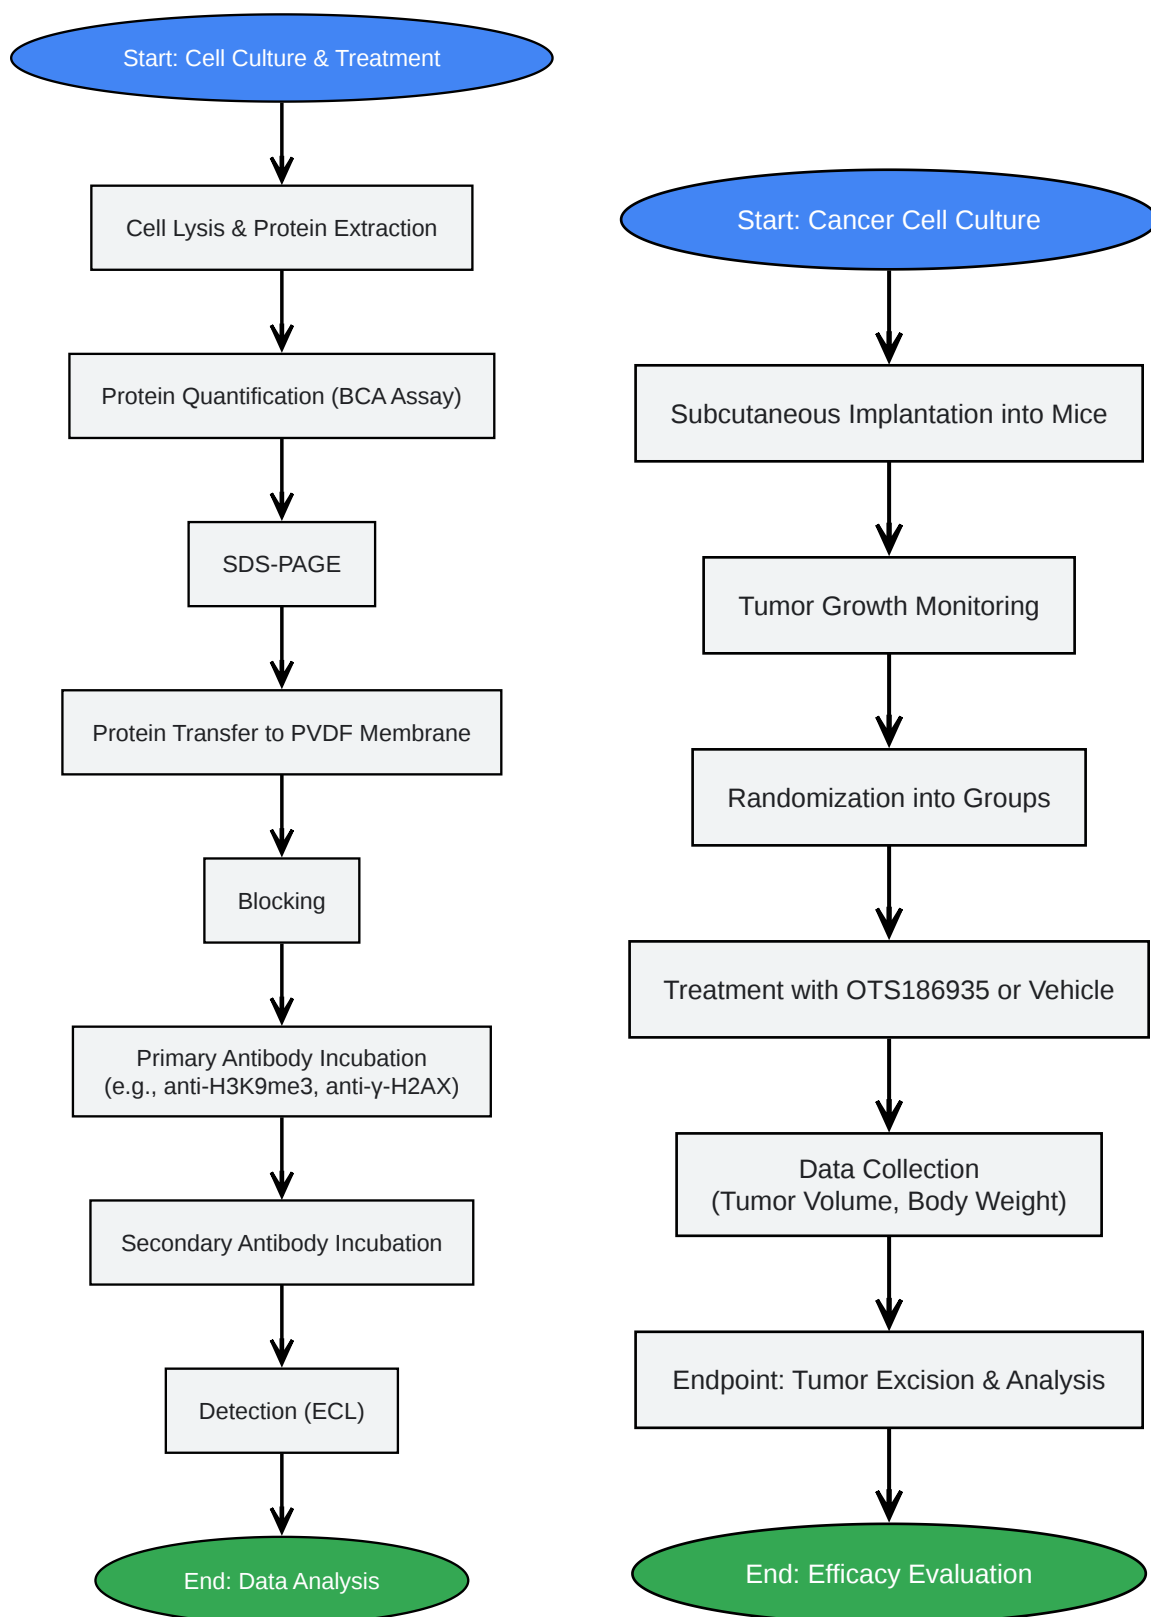 Start: Cell Culture & Treatment
Cell Lysis & Protein Extraction
Protein Quantification (BCA Assay)
SDS-PAGE
Protein Transfer to PVDF Membrane
Blocking
Primary Antibody Incubation
(e.g., anti-H3K9me3, anti-γ-H2AX)
Secondary Antibody Incubation
Detection (ECL)
End: Data Analysis
Start: Cancer Cell Culture
Subcutaneous Implantation into Mice
Tumor Growth Monitoring
Randomization into Groups
Treatment with OTS186935 or Vehicle
Data Collection
(Tumor Volume, Body Weight)
Endpoint: Tumor Excision & Analysis
End: Efficacy Evaluation